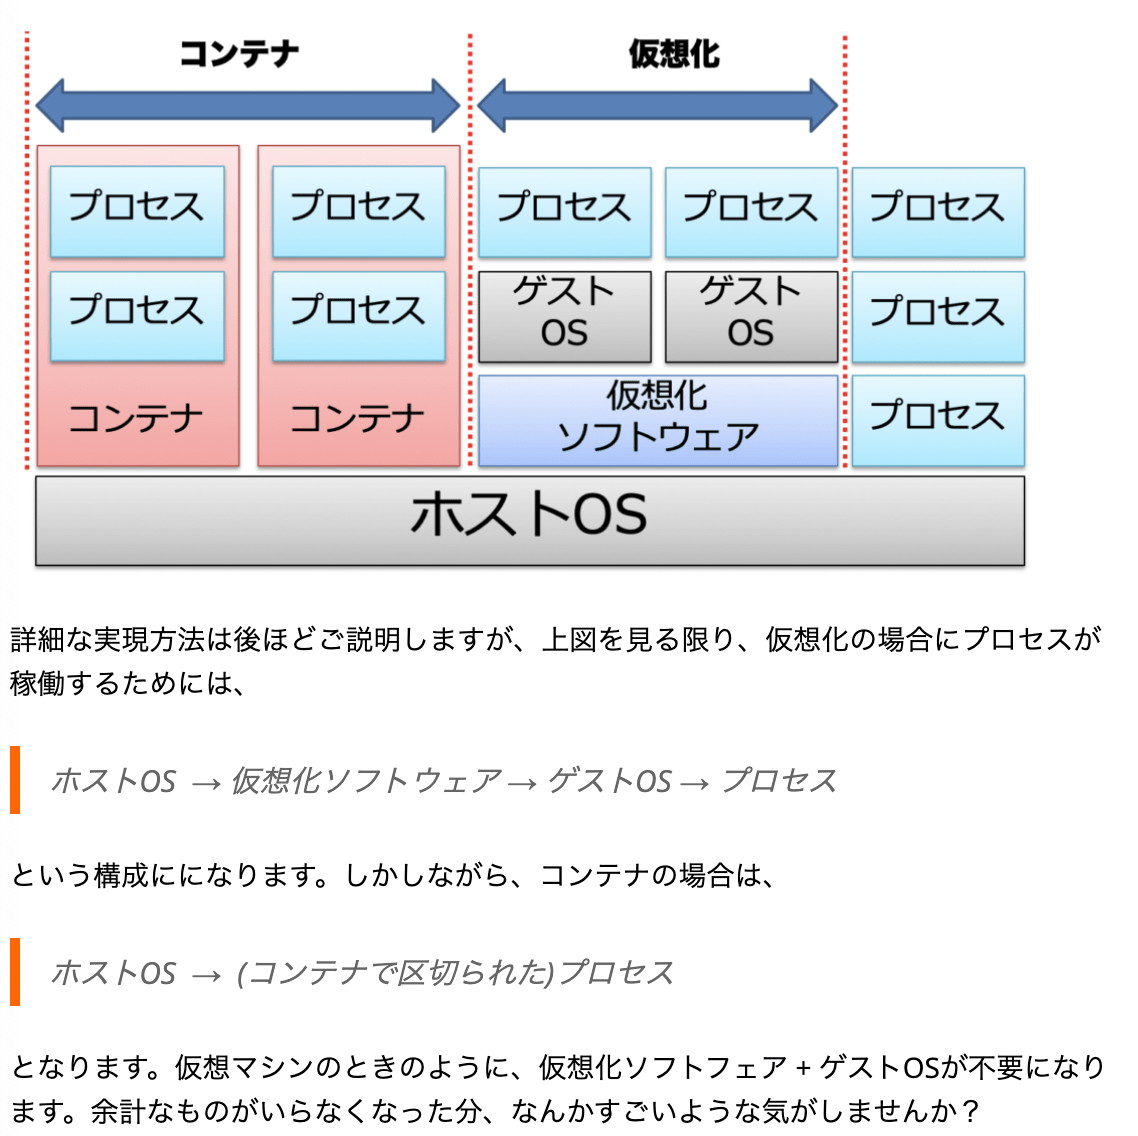 コンテナ
仮想化
プロセス
プロセス
プロセス
プロセス
プロセス
プロセス
プロセス
ゲスト
OS
ゲスト
OS
プロセス
コンテナ
コンテナ
仮想化
ソフトウェア
プロセス
ホストOS
詳細な実現方法は後ほどご説明しますが、上図を見る限り、仮想化の場合にプロセスが
稼働するためには、
ホストOS → 仮想化ソフトウェア → ゲストOS → プロセス
という構成にになります。しかしながら、コンテナの場合は、
ホストOS → (コンテナで区切られた)プロセス
となります。仮想マシンのときのように、仮想化ソフトフェア + ゲストOSが不要になり
ます。余計なものがいらなくなった分、なんかすごいような気がしませんか？